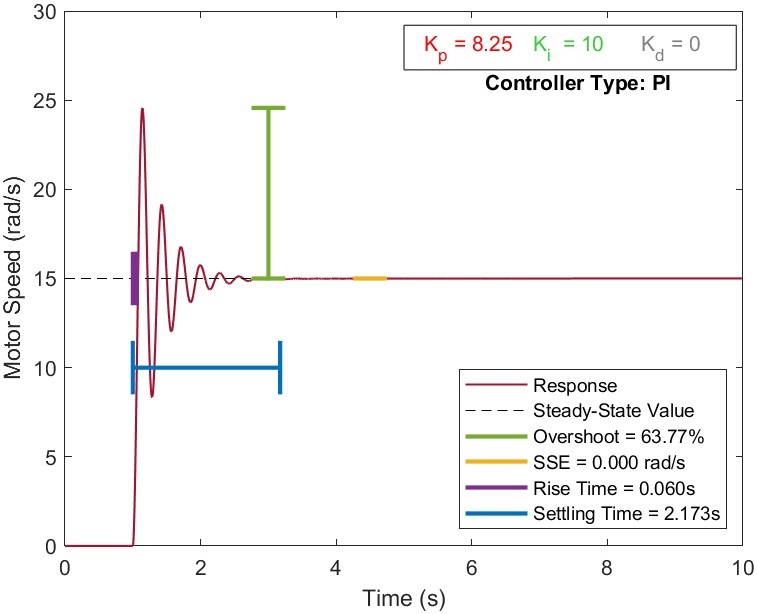 30
25
20
15
10
5
0
0
2
4
6
8
10
Motor Speed (rad/s)
Time (s)
Kp = 8.25 Ki = 10 Kd = 0
Controller Type: PI
Response
Steady-State Value
Overshoot = 63.77%
SSE = 0.000 rad/s
Rise Time = 0.060s
Settling Time = 2.173s